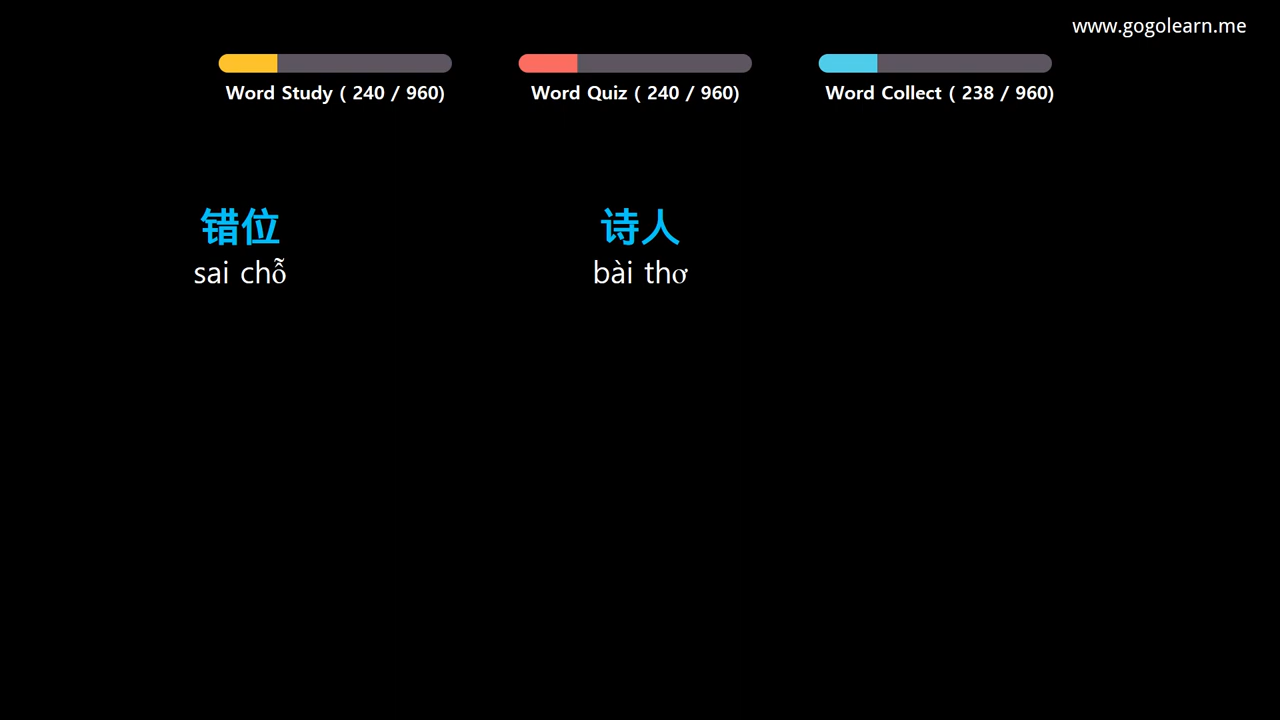 www.gogolearn.me
Word Study ( 240 / 960)
Word Quiz ( 240 / 960)
Word Collect ( 238 / 960)
错位
sai chỗ
诗人
bài thơ